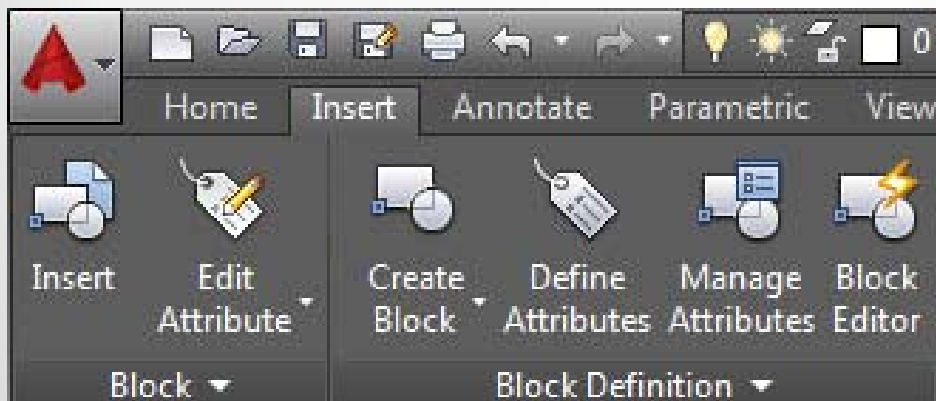 0
Home Insert Annotate Parametric View
Insert Edit Create Define Manage Block
Attribute Block Attributes Attributes Editor
Block Block Definition